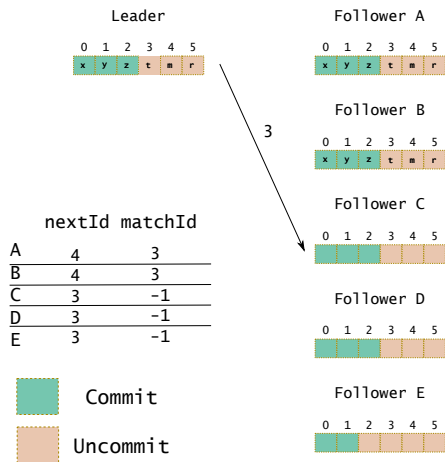 Leader
0 1 2 3 4 5
x y z t m r
3
nextId matchId
A 4 3
B 4 3
C 3 -1
D 3 -1
E 3 -1
Commit
Uncommit
Follower A
0 1 2 3 4 5
x y z t m r
Follower B
0 1 2 3 4 5
x y z t m r
Follower C
0 1 2 3 4 5
Follower D
0 1 2 3 4 5
Follower E
0 1 2 3 4 5